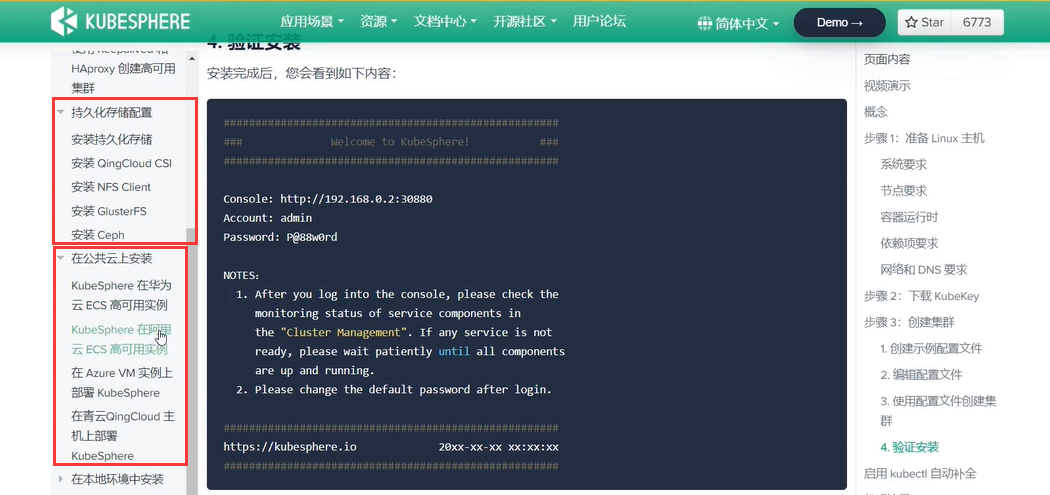 KUBESPHERE
应用场景
资源
文档中心
开源社区
用户论坛
简体中文
Demo →
Star
6773
使用 Keepalived 和
HAproxy 创建高可用
集群
持久化存储配置
安装持久化存储
安装 QingCloud CSI
安装 NFS Client
安装 GlusterFS
安装 Ceph
在公共云上安装
KubeSphere 在华为
云 ECS 高可用实例
KubeSphere 在阿里
云 ECS 高可用实例
在 Azure VM 实例上
部署 KubeSphere
在青云QingCloud 主
机上部署
KubeSphere
在本地环境中安装
4. 验证安装
安装完成后，您会看到如下内容：
#####################################################
### Welcome to KubeSphere! ###
#####################################################
Console: http://192.168.0.2:30880
Account: admin
Password: P@88w0rd
NOTES:
1. After you log into the console, please check the
monitoring status of service components in
the "Cluster Management". If any service is not
ready, please wait patiently until all components
are up and running.
2. Please change the default password after login.
#####################################################
https://kubesphere.io 20xx-xx-xx xx:xx:xx
#####################################################
页面内容
视频演示
概念
步骤 1：准备 Linux 主机
系统要求
节点要求
容器运行时
依赖项要求
网络和 DNS 要求
步骤 2：下载 KubeKey
步骤 3：创建集群
1. 创建示例配置文件
2. 编辑配置文件
3. 使用配置文件创建集
群
4. 验证安装
启用 kubectl 自动补全